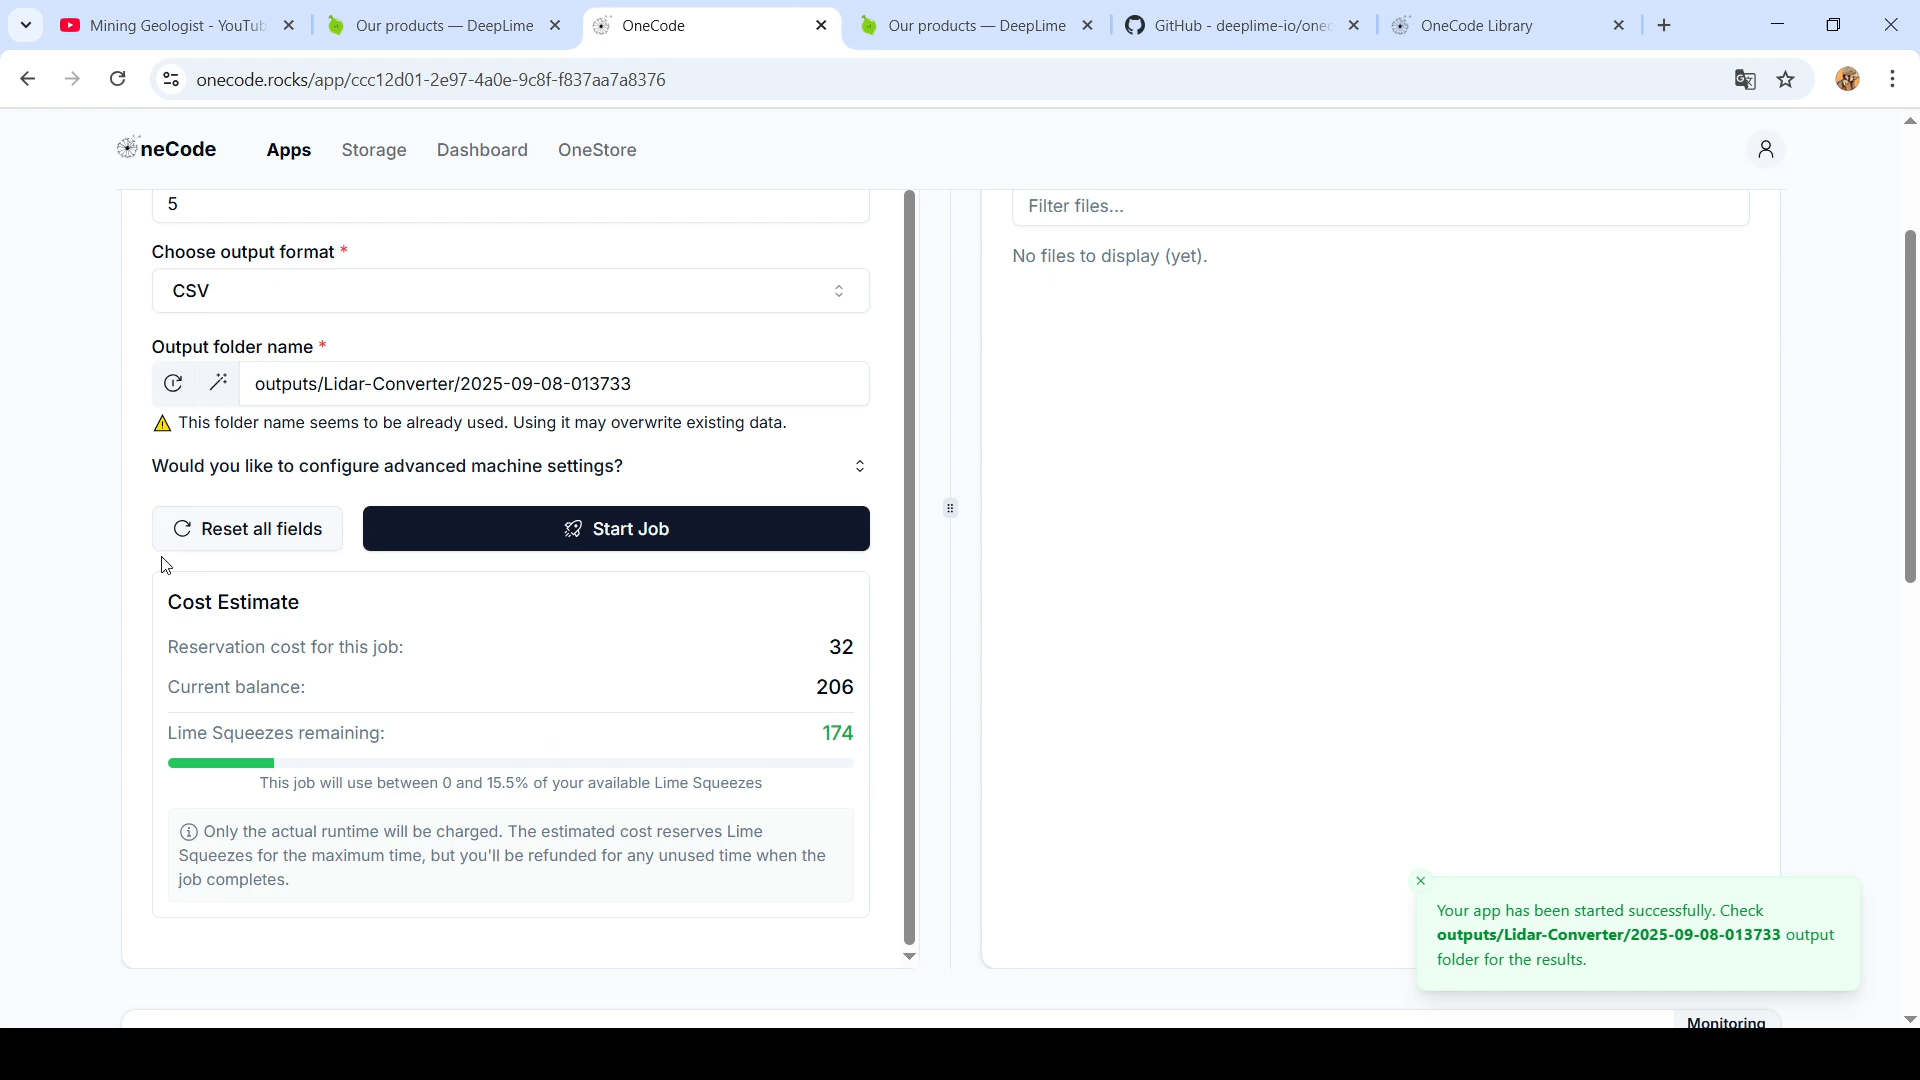 Mining Geologist - YouTub
Our products — DeepLime
OneCode
Our products — DeepLime
GitHub - deeplime-io/onec
OneCode Library
onecode.rocks/app/ccc12d01-2e97-4a0e-9c8f-f837aa7a8376
neCode
Apps
Storage
Dashboard
OneStore
5
Filter files...
Choose output format *
No files to display (yet).
CSV
Output folder name *
outputs/Lidar-Converter/2025-09-08-013733
This folder name seems to be already used. Using it may overwrite existing data.
Would you like to configure advanced machine settings?
Reset all fields
Start Job
Cost Estimate
Reservation cost for this job: 32
Current balance: 206
Lime Squeezes remaining: 174
This job will use between 0 and 15.5% of your available Lime Squeezes
Only the actual runtime will be charged. The estimated cost reserves Lime
Squeezes for the maximum time, but you'll be refunded for any unused time when the
job completes.
Your app has been started successfully. Check
outputs/Lidar-Converter/2025-09-08-013733 output
folder for the results.
Monitoring